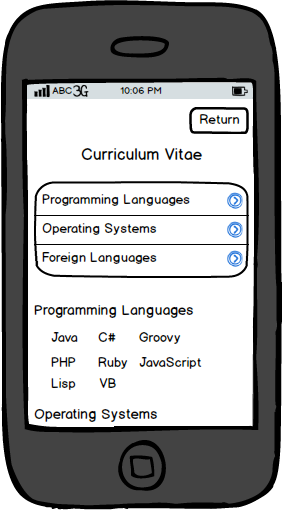 ABC 3G 10:06 PM
Return
Curriculum Vitae
Programming Languages
Operating Systems
Foreign Languages
Programming Languages
Java C# Groovy
PHP Ruby JavaScript
Lisp VB
Operating Systems